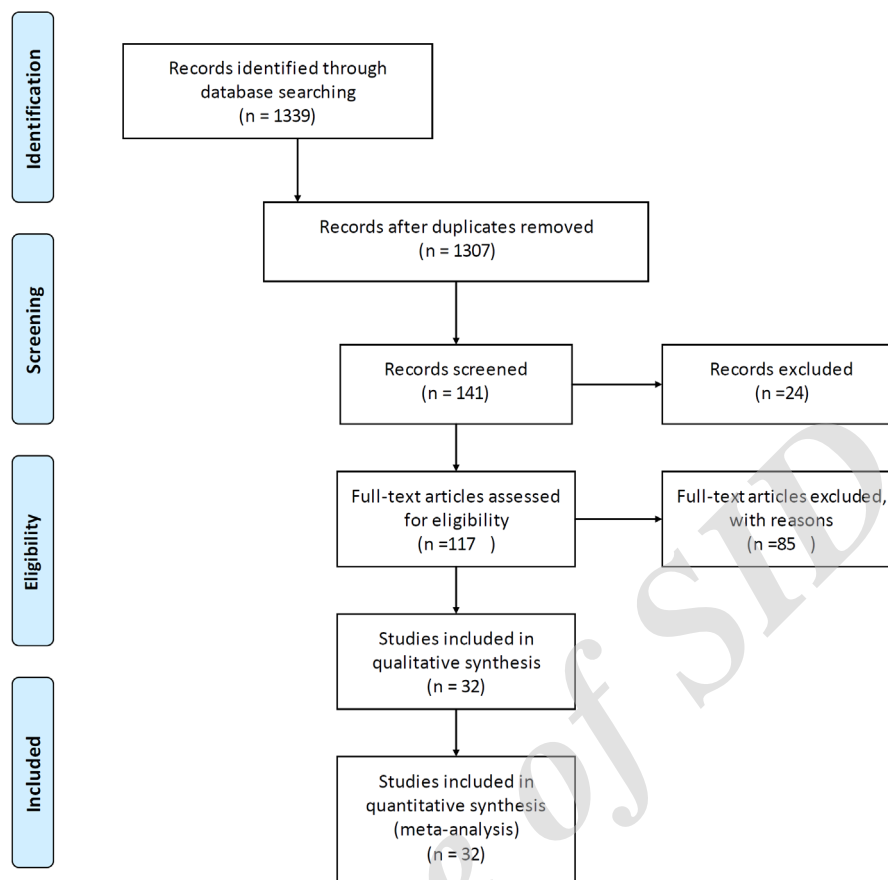 Identification
Records identified through
database searching
(n = 1339)
Records after duplicates removed
(n = 1307)
Screening
Records screened
(n = 141)
Records excluded
(n =24)
Eligibility
Full-text articles assessed
for eligibility
(n =117   )
Full-text articles excluded,
with reasons
(n =85   )
Studies included in
qualitative synthesis
(n = 32)
Included
Studies included in
quantitative synthesis
(meta-analysis)
(n = 32)
of SID